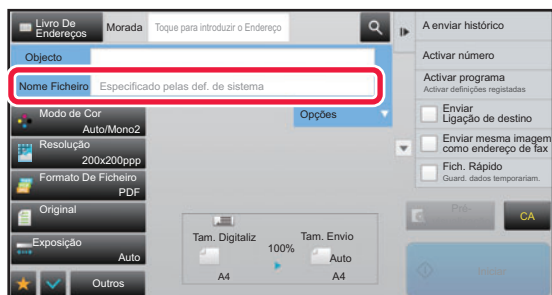 Livro De
Endereços
Morada
Toque para introduzir o Endereço
Objecto
Nome Ficheiro
Especificado pelas def. de sistema
Modo de Cor
Auto/Mono2
Opções
Resolução
200x200ppp
Formato De Ficheiro
PDF
Original
Exposição
Auto
Outros
Tam. Digitaliz
100%
Tam. Envio
Auto
A4
A4
A enviar histórico
Activar número
Activar programa
Activar definições registadas
Enviar
Ligação de destino
Enviar mesma imagem
como endereço de fax
Fich. Rápido
Guard. dados temporariam.
Pré-
CA
Iniciar